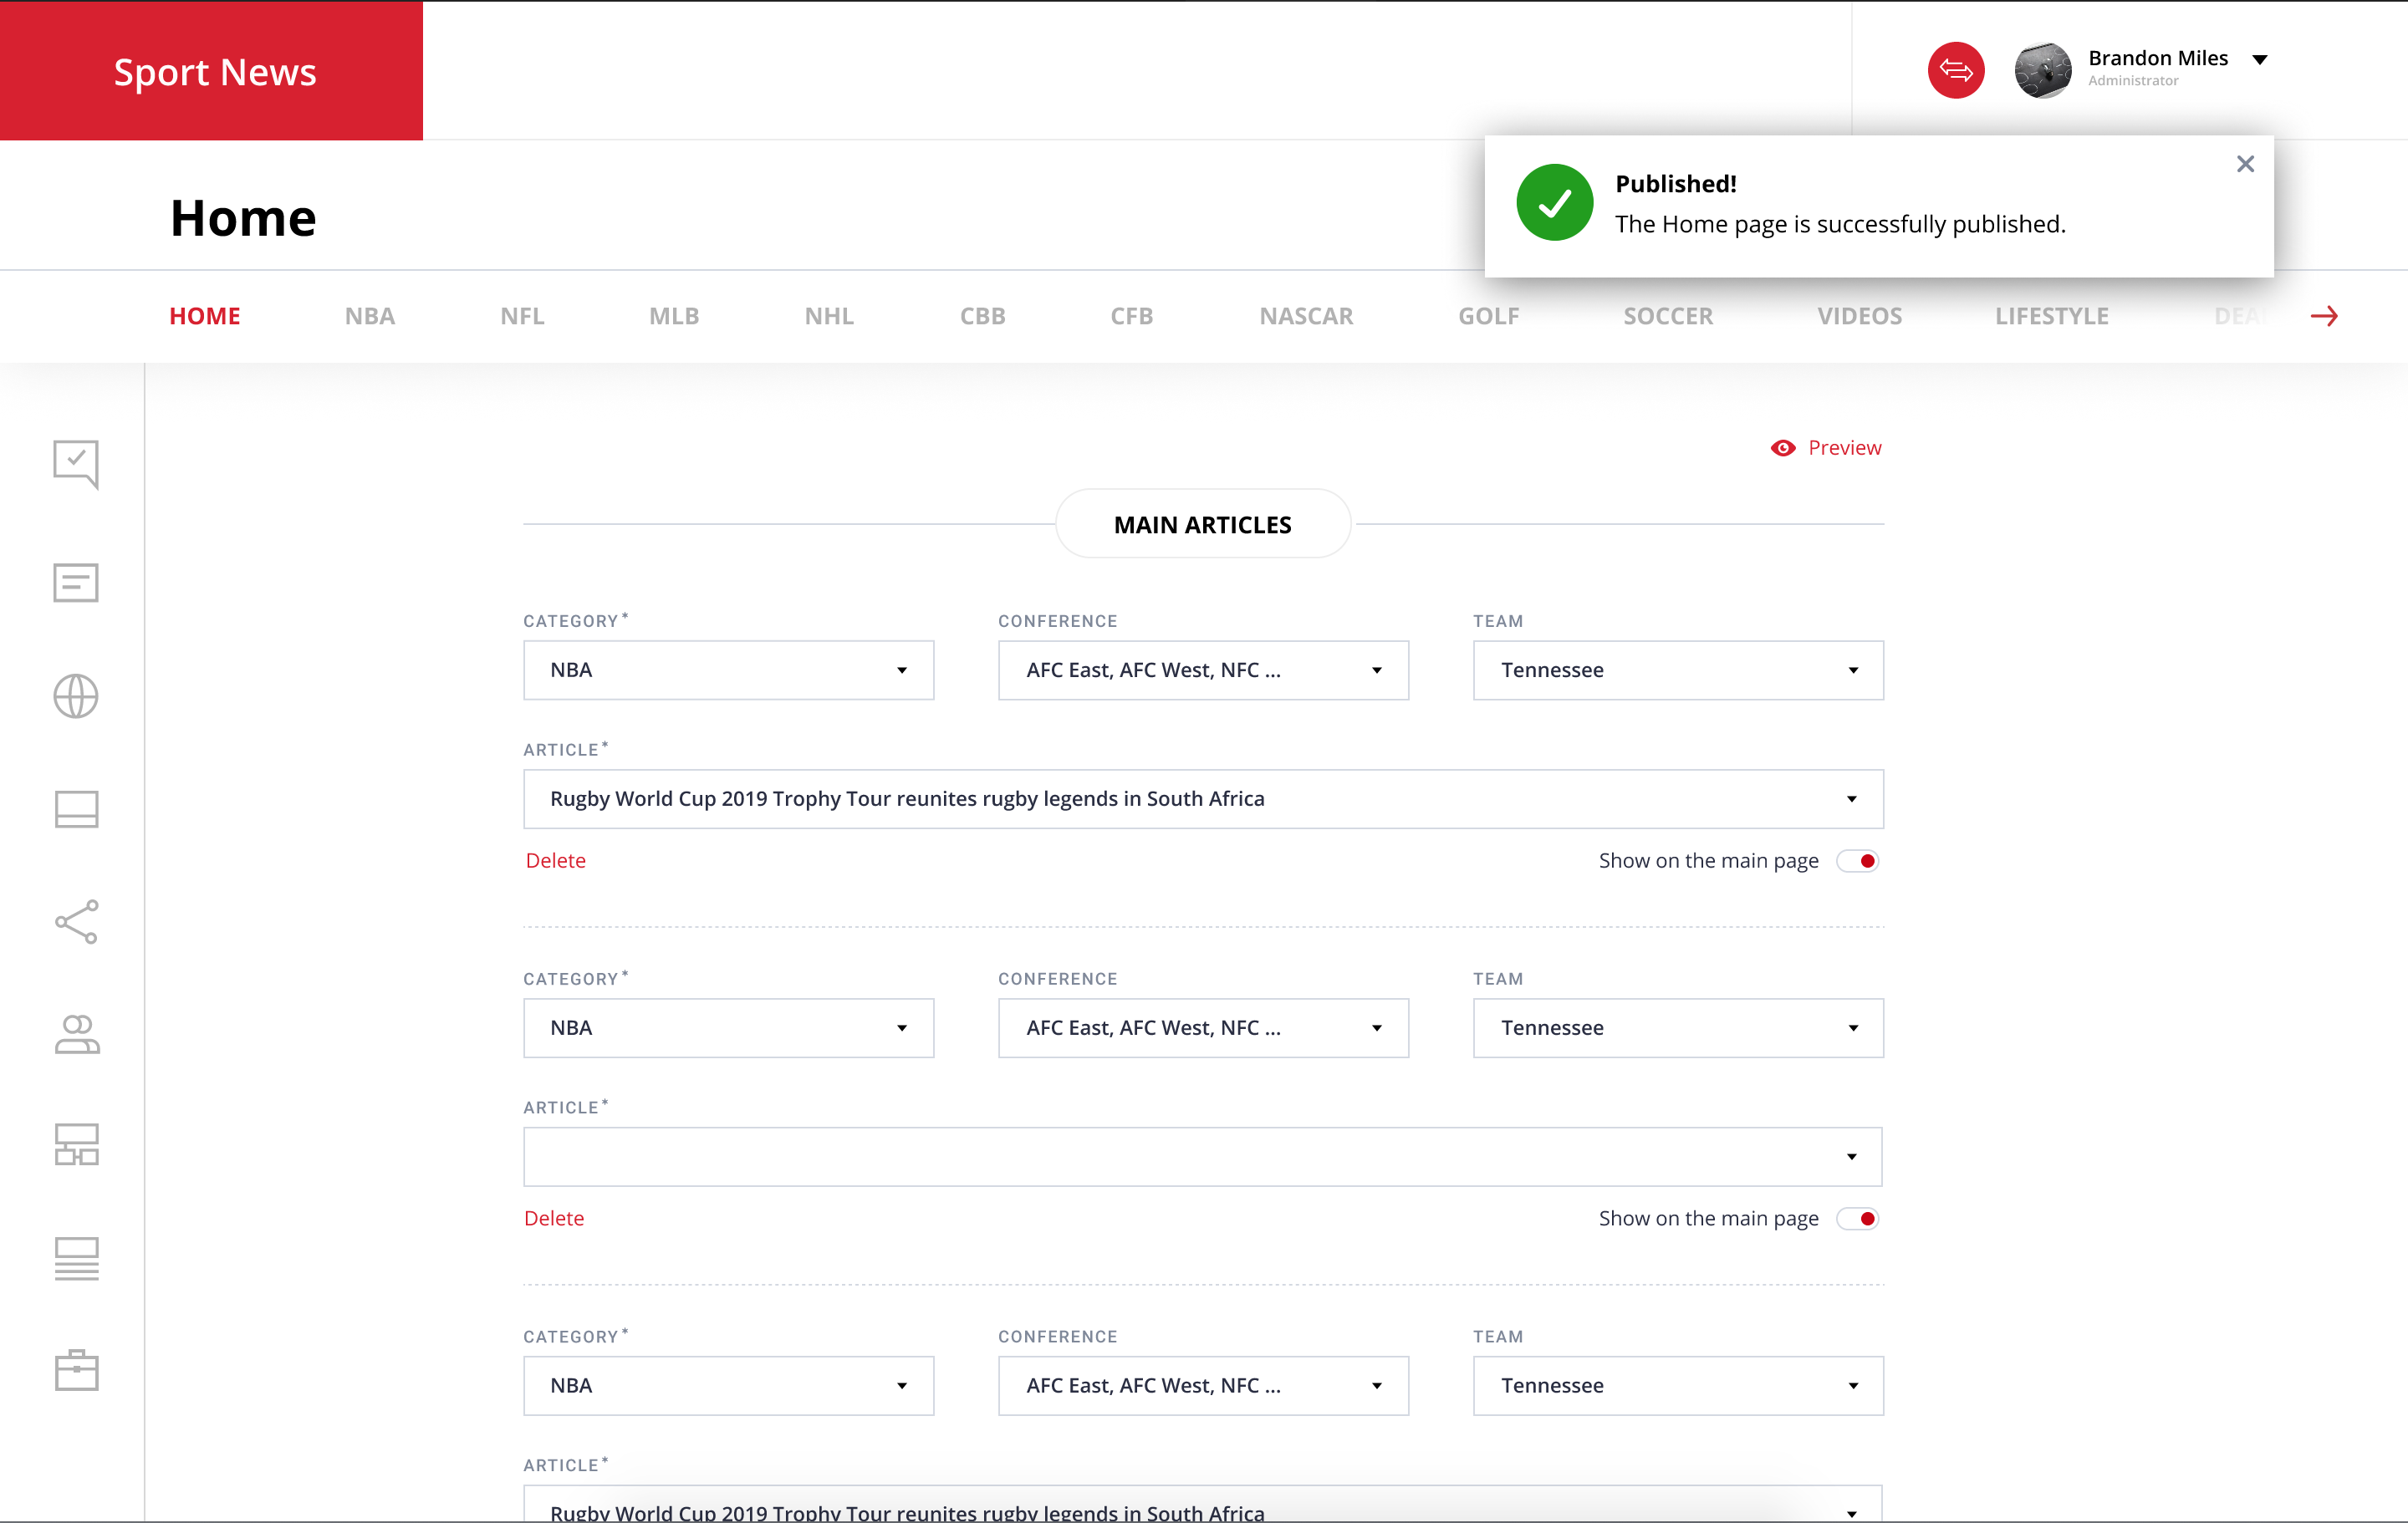 Sport News
Brandon Miles
Administrator
Published!
The Home page is successfully published.
Home
HOME NBA NFL MLB NHL CBB CFB NASCAR GOLF SOCCER VIDEOS LIFESTYLE
Preview
MAIN ARTICLES
CATEGORY* CONFERENCE TEAM
NBA AFC East, AFC West, NFC ... Tennessee
ARTICLE*
Rugby World Cup 2019 Trophy Tour reunites rugby legends in South Africa
Delete Show on the main page
CATEGORY* CONFERENCE TEAM
NBA AFC East, AFC West, NFC ... Tennessee
ARTICLE*
Delete Show on the main page
CATEGORY* CONFERENCE TEAM
NBA AFC East, AFC West, NFC ... Tennessee
ARTICLE*
Rugby World Cup 2019 Trophy Tour reunites rugby legends in South Africa